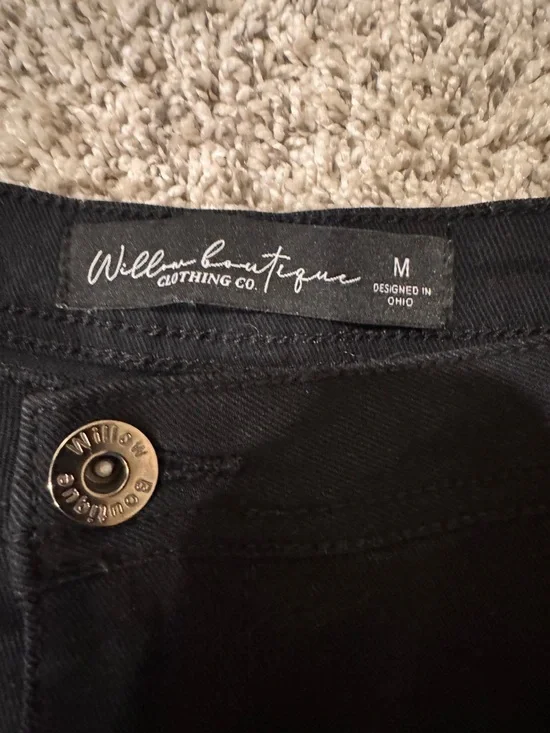 Willow boutique
CLOTHING CO.
M
DESIGNED IN
OHIO
Willow
Boutique